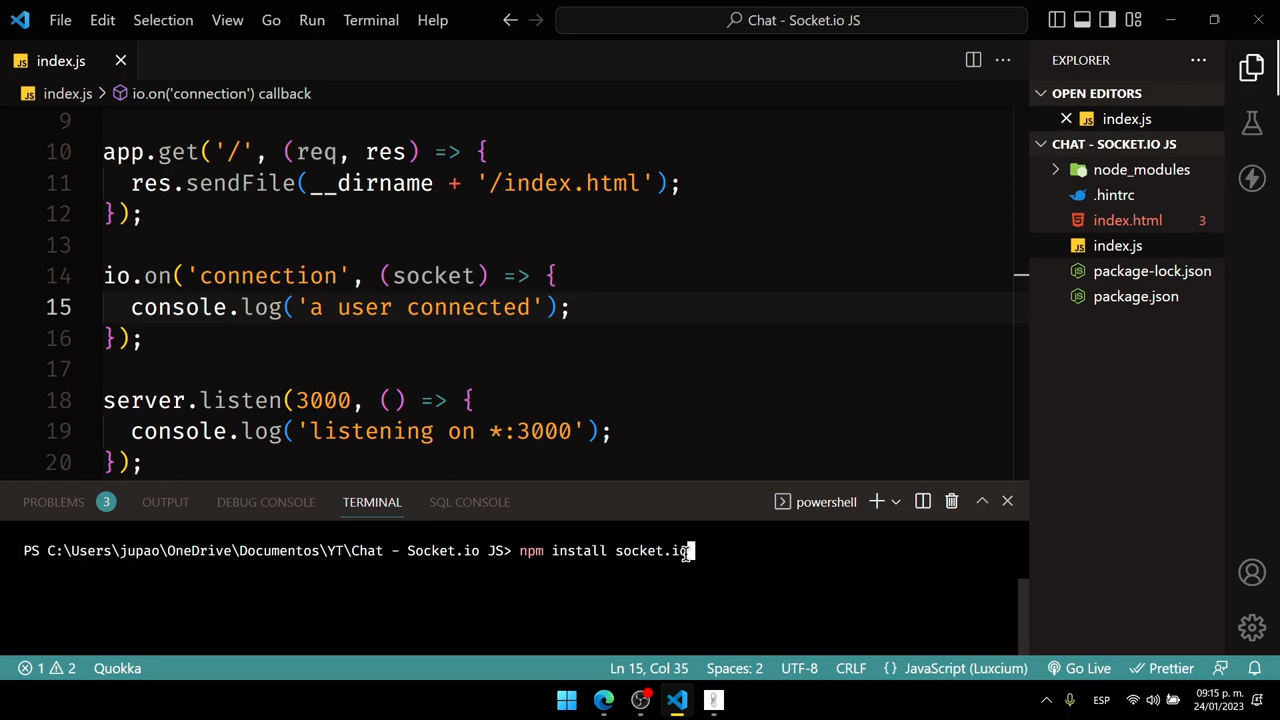 File Edit Selection View Go Run Terminal Help Chat - Socket.io JS
JS index.js
JS index.js > io.on('connection') callback
9
10 app.get('/', (req, res) => {
11 res.sendFile(__dirname + '/index.html');
12 });
13
14 io.on('connection', (socket) => {
15 console.log('a user connected');
16 });
17
18 server.listen(3000, () => {
19 console.log('listening on *:3000');
20 });
EXPLORER
OPEN EDITORS
JS index.js
CHAT - SOCKET.IO JS
node_modules
.hintrc
index.html 3
JS index.js
package-lock.json
package.json
PROBLEMS 3 OUTPUT DEBUG CONSOLE TERMINAL SQL CONSOLE powershell
PS C:\Users\jupao\OneDrive\Documentos\YT\Chat - Socket.io JS> npm install socket.io
1 2 Quokka Ln 15, Col 35 Spaces: 2 UTF-8 CRLF {} JavaScript (Luxcium) Go Live Prettier
ESP 09:15 p. m.
24/01/2023